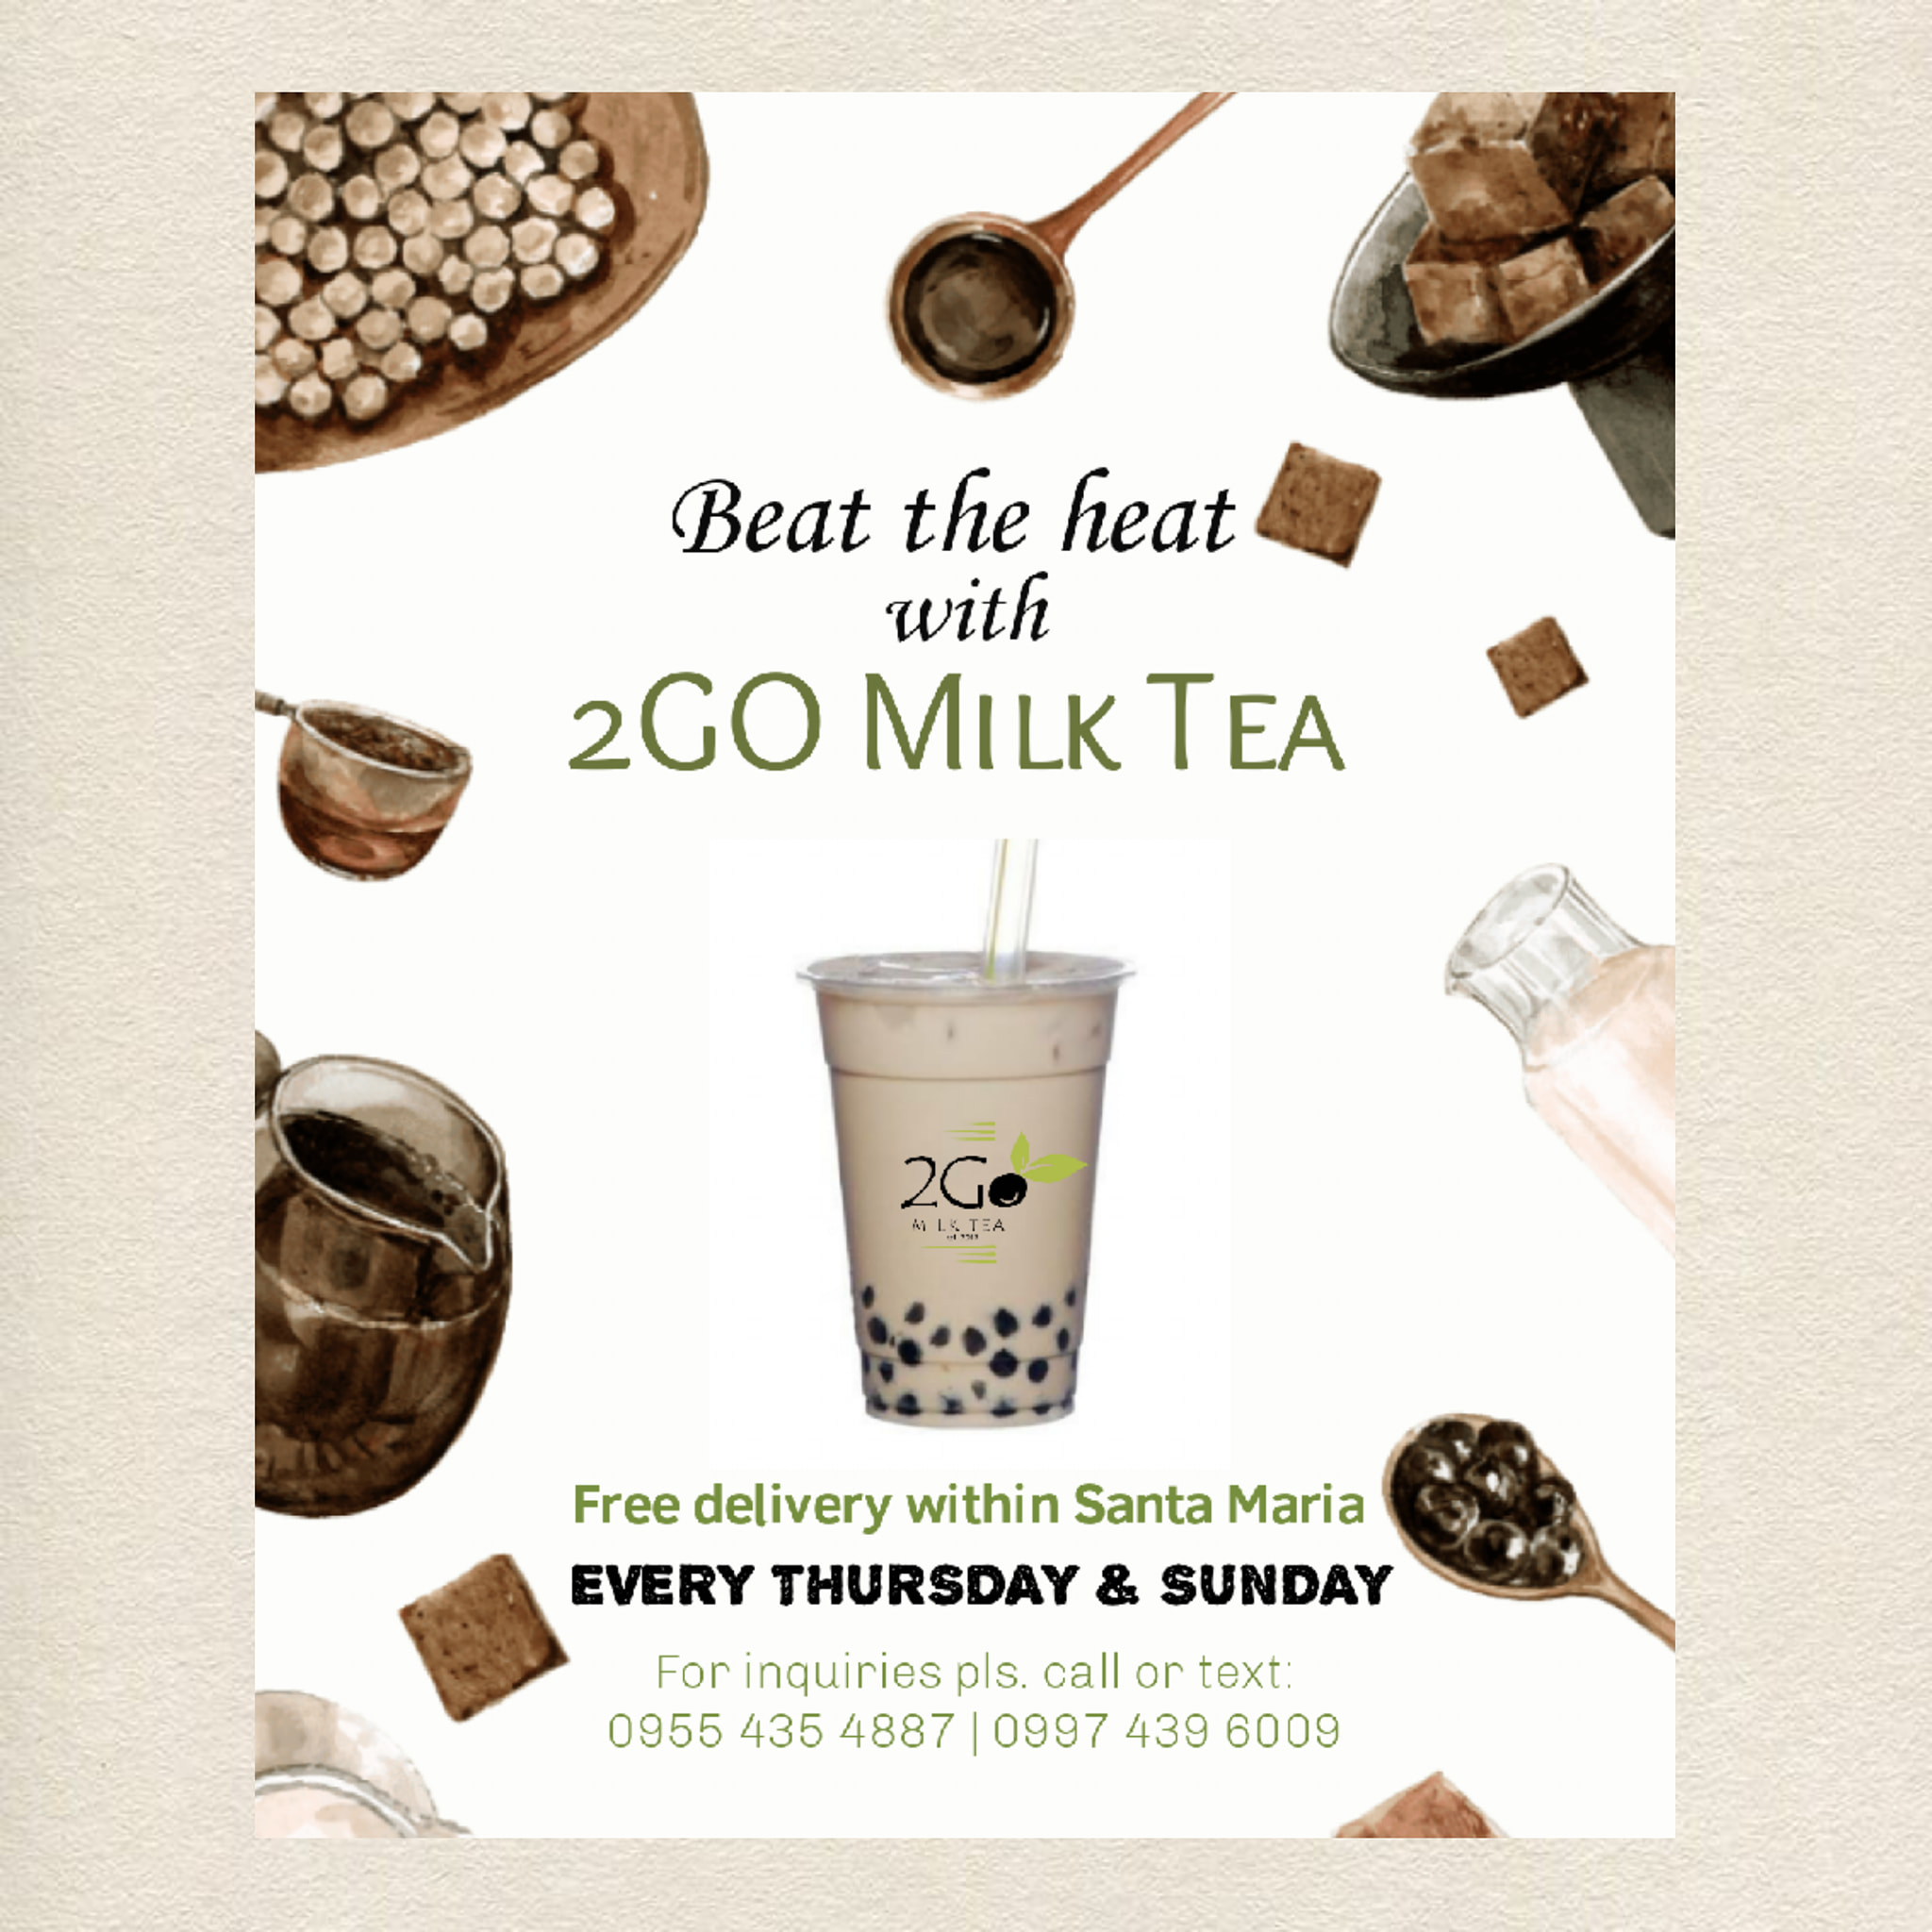 Beat the heat
with
2GO MILK TEA
2Go
MILK TEA
Free delivery within Santa Maria
EVERY THURSDAY & SUNDAY
For inquiries pls. call or text:
0955 435 4887 | 0997 439 6009